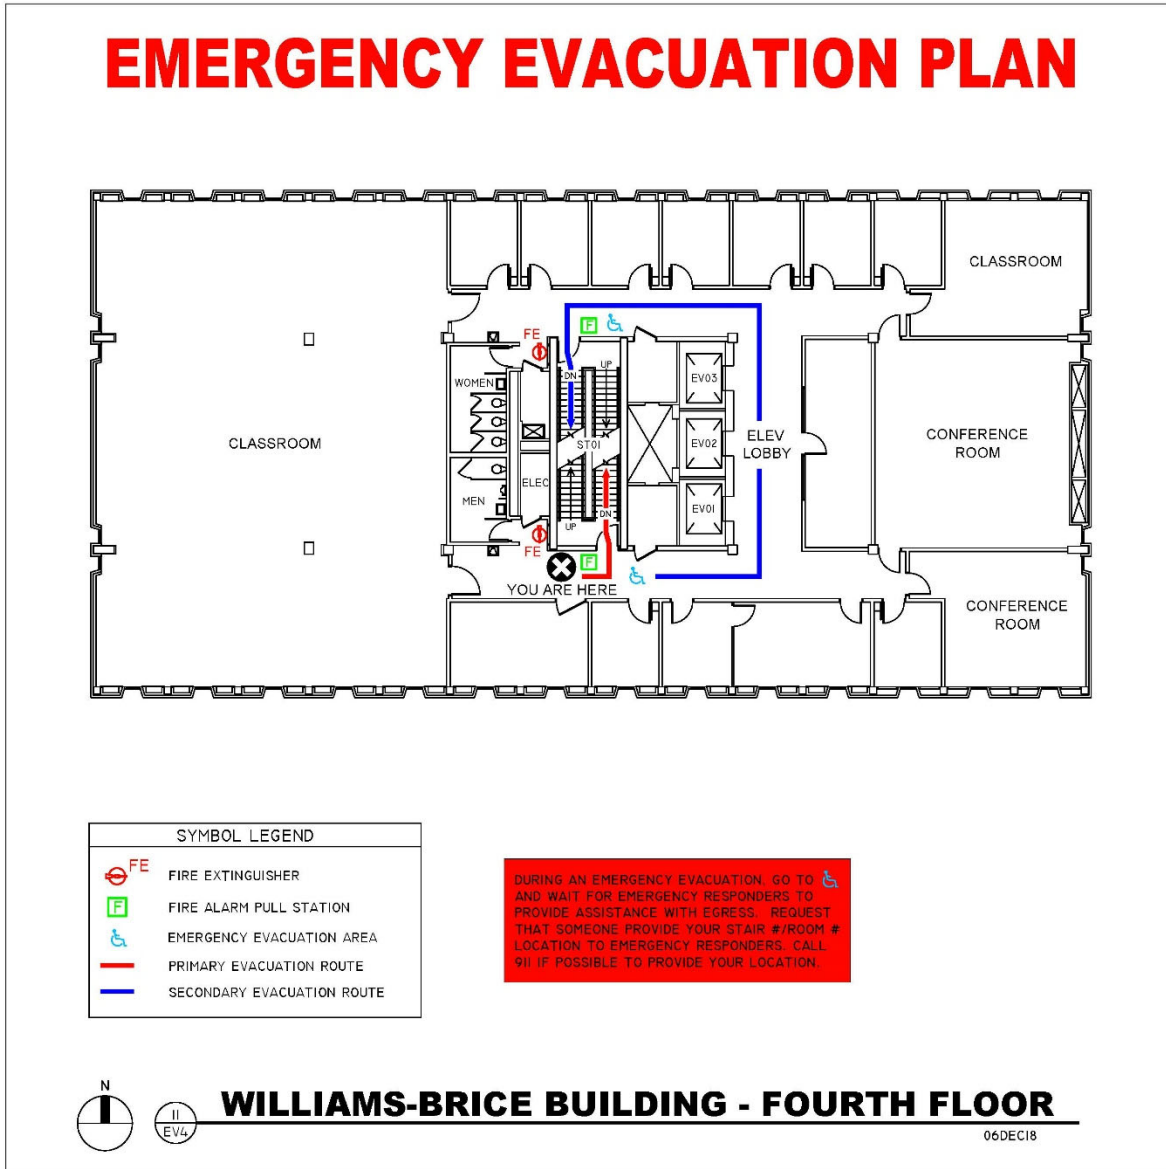 EMERGENCY EVACUATION PLAN
CLASSROOM
FE
F
UP
DN
WOMEN
EV03
CLASSROOM
ST01
EV02
ELEV
LOBBY
CONFERENCE
ROOM
ELEC
MEN
EV01
UP
DN
FE
F
YOU ARE HERE
CONFERENCE
ROOM
SYMBOL LEGEND
FE
FIRE EXTINGUISHER
F
FIRE ALARM PULL STATION
EMERGENCY EVACUATION AREA
PRIMARY EVACUATION ROUTE
SECONDARY EVACUATION ROUTE
DURING AN EMERGENCY EVACUATION, GO TO
AND WAIT FOR EMERGENCY RESPONDERS TO
PROVIDE ASSISTANCE WITH EGRESS. REQUEST
THAT SOMEONE PROVIDE YOUR STAIR #/ROOM #
LOCATION TO EMERGENCY RESPONDERS. CALL
911 IF POSSIBLE TO PROVIDE YOUR LOCATION.
N
11
EV4
WILLIAMS-BRICE BUILDING - FOURTH FLOOR
06DEC18